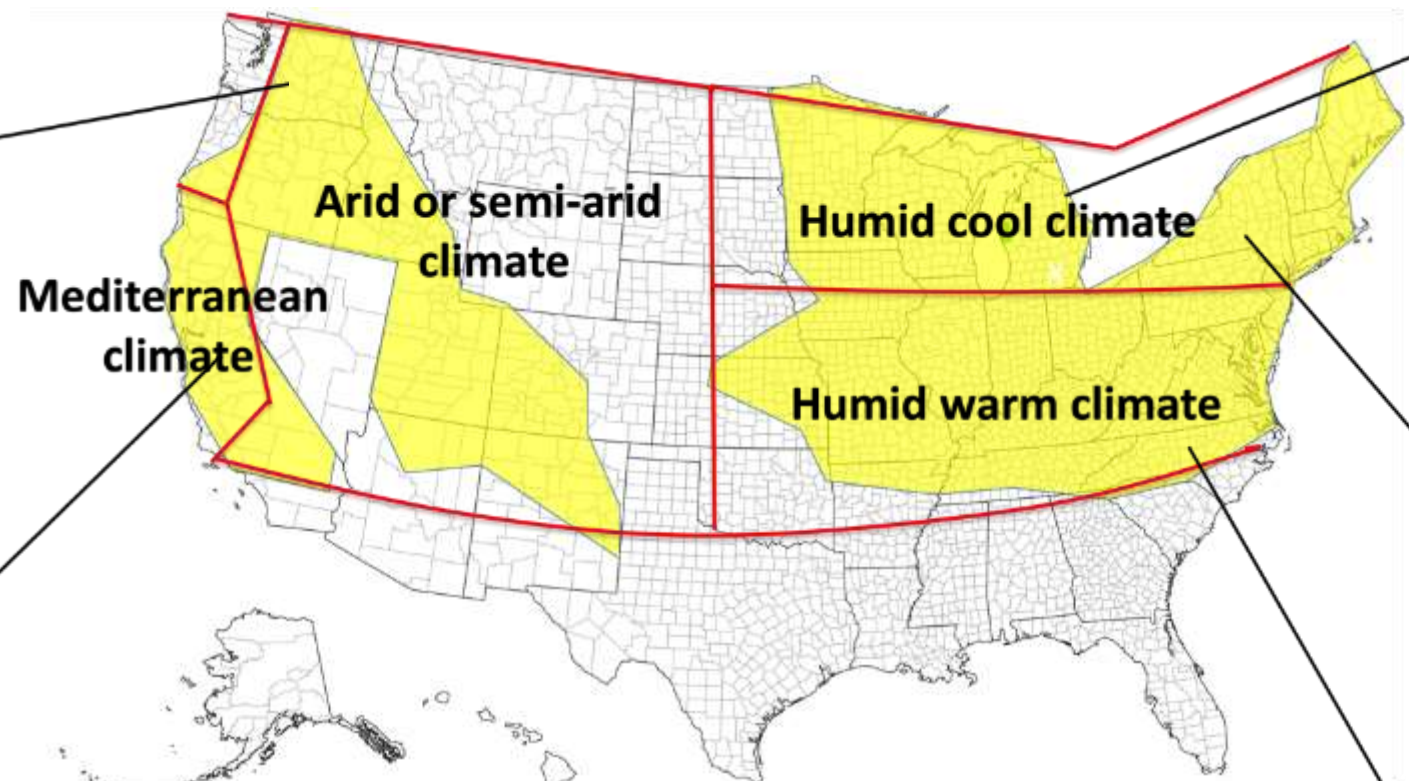 Arid or semi-arid
climate
Humid cool climate
Mediterranean
climate
Humid warm climate